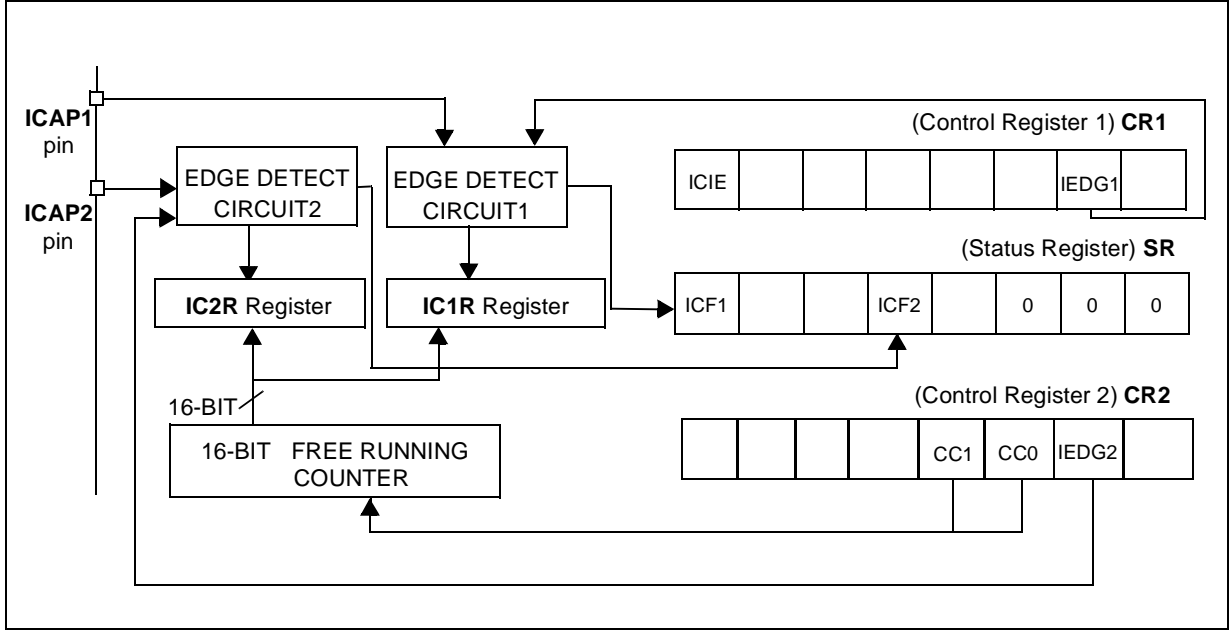 ICAP1
pin
ICAP2
pin
EDGE DETECT
CIRCUIT2
EDGE DETECT
CIRCUIT1
IC2R Register
IC1R Register
16-BIT
16-BIT FREE RUNNING
COUNTER
(Control Register 1) CR1
ICIE IEDG1
(Status Register) SR
ICF1 ICF2 0 0 0
(Control Register 2) CR2
CC1 CC0 IEDG2